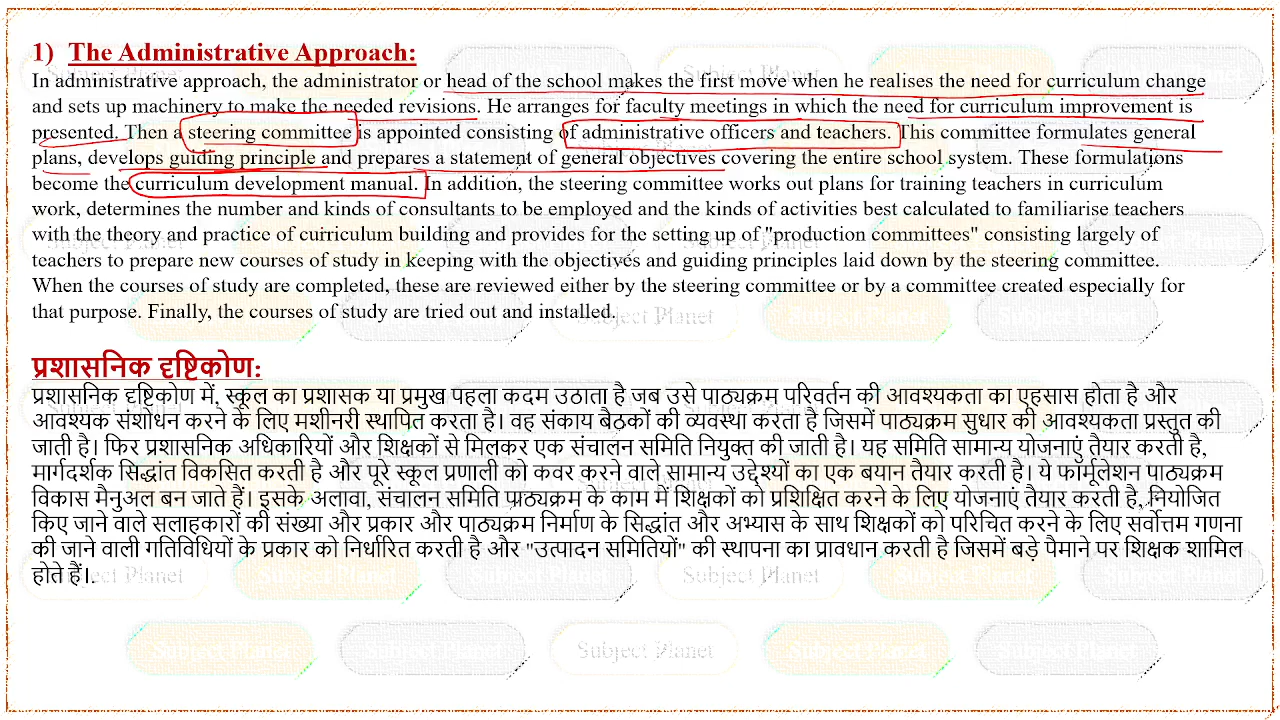 1) The Administrative Approach:
In administrative approach, the administrator or head of the school makes the first move when he realises the need for curriculum change
and sets up machinery to make the needed revisions. He arranges for faculty meetings in which the need for curriculum improvement is
presented. Then a steering committee is appointed consisting of administrative officers and teachers. This committee formulates general
plans, develops guiding principle and prepares a statement of general objectives covering the entire school system. These formulations
become the curriculum development manual. In addition, the steering committee works out plans for training teachers in curriculum
work, determines the number and kinds of consultants to be employed and the kinds of activities best calculated to familiarise teachers
with the theory and practice of curriculum building and provides for the setting up of "production committees" consisting largely of
teachers to prepare new courses of study in keeping with the objectives and guiding principles laid down by the steering committee.
When the courses of study are completed, these are reviewed either by the steering committee or by a committee created especially for
that purpose. Finally, the courses of study are tried out and installed.
प्रशासनिक दृष्टिकोण:
प्रशासनिक दृष्टिकोण में, स्कूल का प्रशासक या प्रमुख पहला कदम उठाता है जब उसे पाठ्यक्रम परिवर्तन की आवश्यकता का एहसास होता है और
आवश्यक संशोधन करने के लिए मशीनरी स्थापित करता है। वह संकाय बैठकों की व्यवस्था करता है जिसमें पाठ्यक्रम सुधार की आवश्यकता प्रस्तुत की
जाती है। फिर प्रशासनिक अधिकारियों और शिक्षकों से मिलकर एक संचालन समिति नियुक्त की जाती है। यह समिति सामान्य योजनाएं तैयार करती है,
मार्गदर्शक सिद्धांत विकसित करती है और पूरे स्कूल प्रणाली को कवर करने वाले सामान्य उद्देश्यों का एक बयान तैयार करती है। ये फॉर्मूलेशन पाठ्यक्रम
विकास मैनुअल बन जाते हैं। इसके अलावा, संचालन समिति पाठ्यक्रम के काम में शिक्षकों को प्रशिक्षित करने के लिए योजनाएं तैयार करती है, नियोजित
किए जाने वाले सलाहकारों की संख्या और प्रकार और पाठ्यक्रम निर्माण के सिद्धांत और अभ्यास के साथ शिक्षकों को परिचित करने के लिए सर्वोत्तम गणना
की जाने वाली गतिविधियों के प्रकार को निर्धारित करती है और "उत्पादन समितियों" की स्थापना का प्रावधान करती है जिसमें बड़े पैमाने पर शिक्षक शामिल
होते हैं।.
Subject Planet Subject Planet Subject Planet Subject Planet Subject Planet